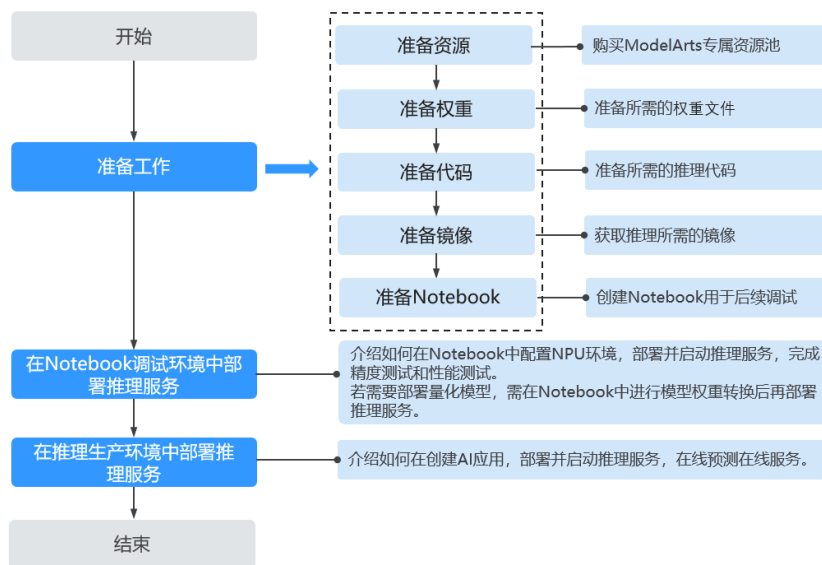 开始
准备工作
准备资源
购买ModelArts专属资源池
准备权重
准备所需的权重文件
准备代码
准备所需的推理代码
准备镜像
获取推理所需的镜像
准备Notebook
创建Notebook用于后续调试
在Notebook调试环境中部
署推理服务
介绍如何在Notebook中配置NPU环境，部署并启动推理服务，完成
精度测试和性能测试。
若需要部署量化模型，需在Notebook中进行模型权重转换后再部署
推理服务。
在推理生产环境中部署推
理服务
介绍如何在创建AI应用，部署并启动推理服务，在线预测在线服务。
结束